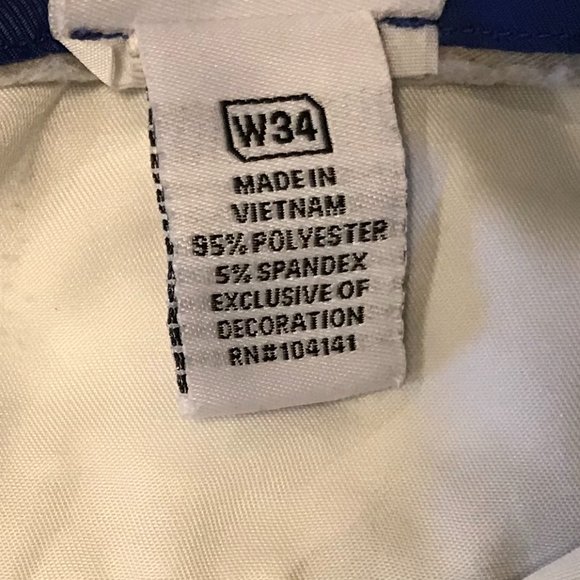 W34
MADE IN
VIETNAM
95% POLYESTER
5% SPANDEX
EXCLUSIVE OF
DECORATION
RN#104141